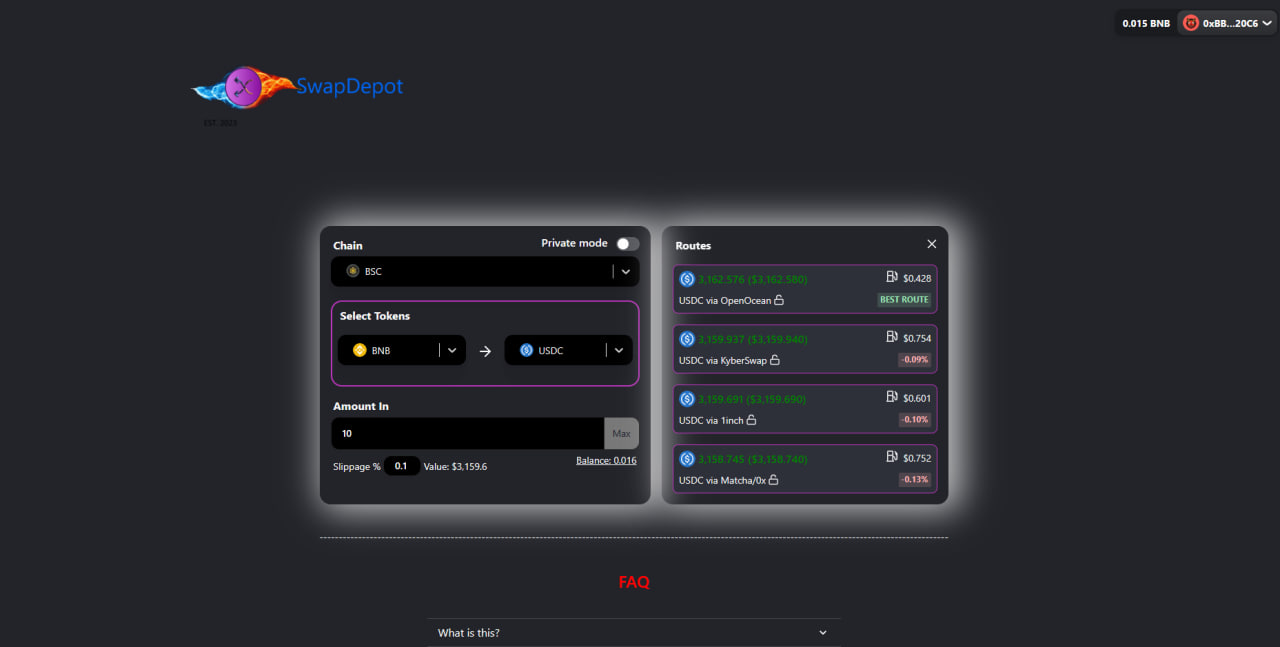 0.015 BNB 0xBB...20C6
SwapDepot
EST. 2023
Chain Private mode
BSC
Select Tokens
BNB USDC
Amount In
10 Max
Slippage % 0.1 Value: $3,159.6 Balance: 0.016
Routes
3,162.576 ($3,162.580) $0.428
USDC via OpenOcean BEST ROUTE
3,159.937 ($3,159.940) $0.754
USDC via KyberSwap -0.09%
3,159.691 ($3,159.690) $0.601
USDC via 1inch -0.10%
3,158.745 ($3,158.740) $0.752
USDC via Matcha/0x -0.13%
FAQ
What is this?